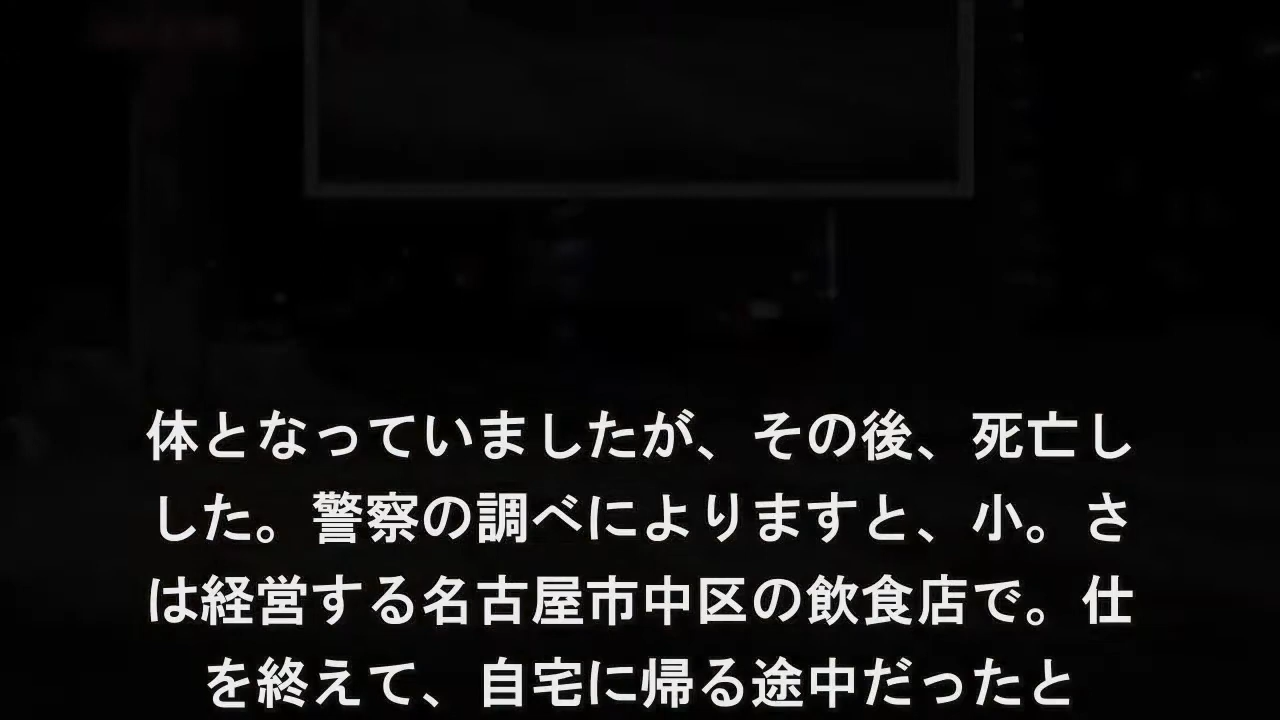 体となっていましたが、その後、死亡し
した。警察の調べによりますと、小。さ
は経営する名古屋市中区の飲食店で。仕
を終えて、自宅に帰る途中だったと